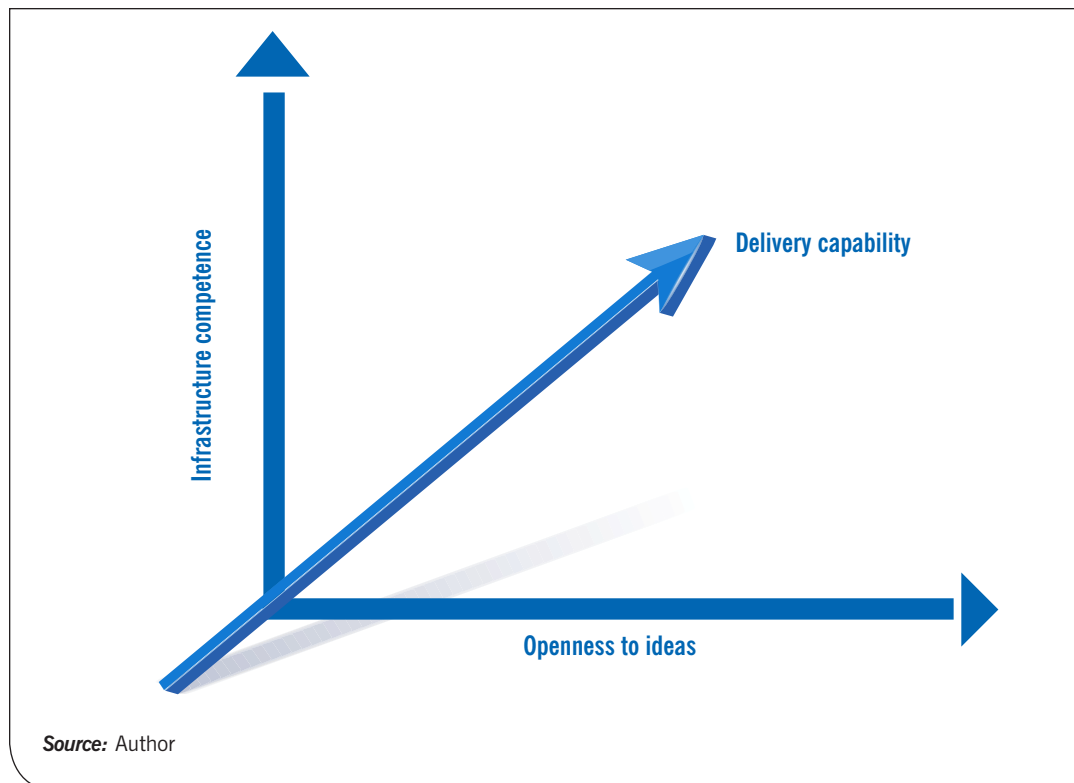 Infrastructure competence
Delivery capability
Openness to ideas
Source: Author